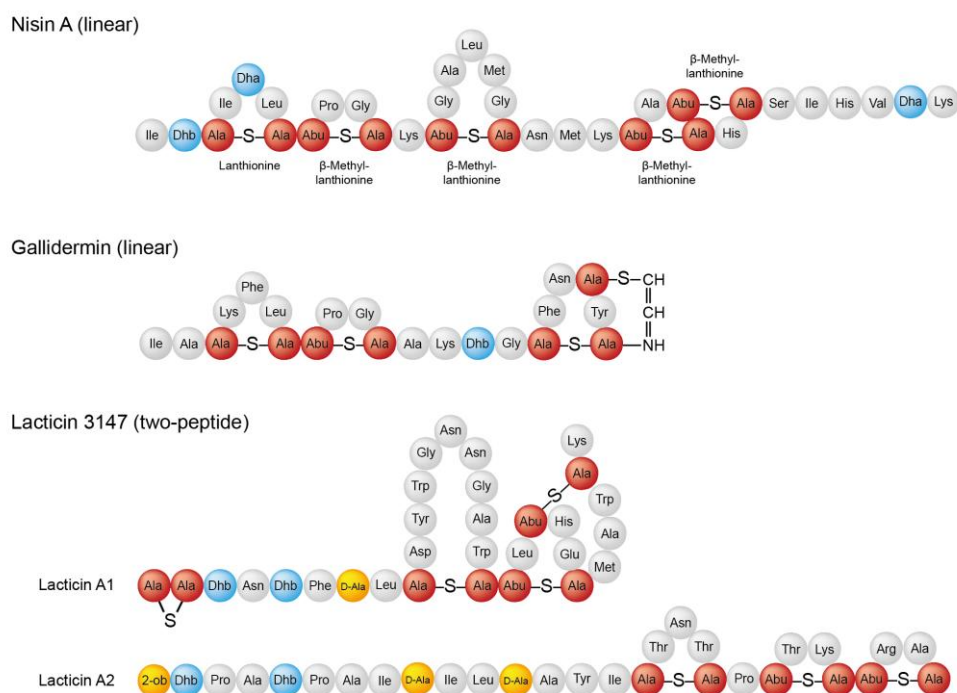 Nisin A (linear)
β-Methyl-
lanthionine
Leu
Ala Met
Dha
Ile Leu Pro Gly Gly Gly Ala Abu S Ala Ser Ile His Val Dha Lys
Ile Dhb Ala S Ala Abu S Ala Lys Abu S Ala Asn Met Lys Abu S Ala His
Lanthionine β-Methyl-
lanthionine β-Methyl-
lanthionine β-Methyl-
lanthionine
Gallidermin (linear)
Phe Asn Ala S CH
Lys Leu Pro Gly Phe Tyr CH
Ile Ala Ala S Ala Abu S Ala Ala Lys Dhb Gly Ala S Ala NH
Lacticin 3147 (two-peptide)
Asn Lys
Gly Asn Ala
Trp Gly S Trp
Tyr Ala Abu His Ala
Asp Trp Leu Glu Met
Lacticin A1 Ala Ala Dhb Asn Dhb Phe D-Ala Leu Ala S Ala Abu S Ala
S
Asn
Thr Thr Thr Lys Arg Ala
Lacticin A2 2-ob Dhb Pro Ala Dhb Pro Ala Ile D-Ala Ile Leu D-Ala Ala Tyr Ile Ala S Ala Pro Abu S Ala Abu S Ala